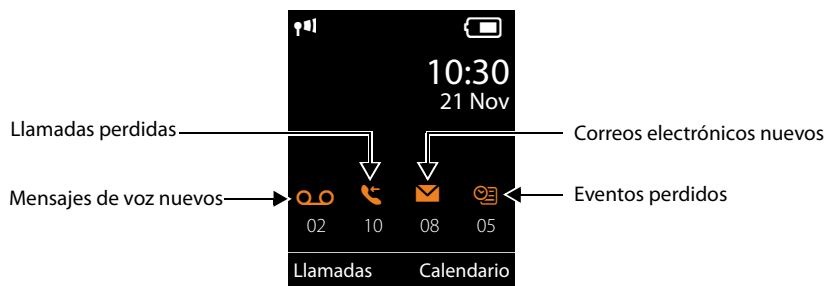 10:30
21 Nov
Llamadas perdidas
Correos electrónicos nuevos
Mensajes de voz nuevos
Eventos perdidos
02 10 08 05
Llamadas Calendario